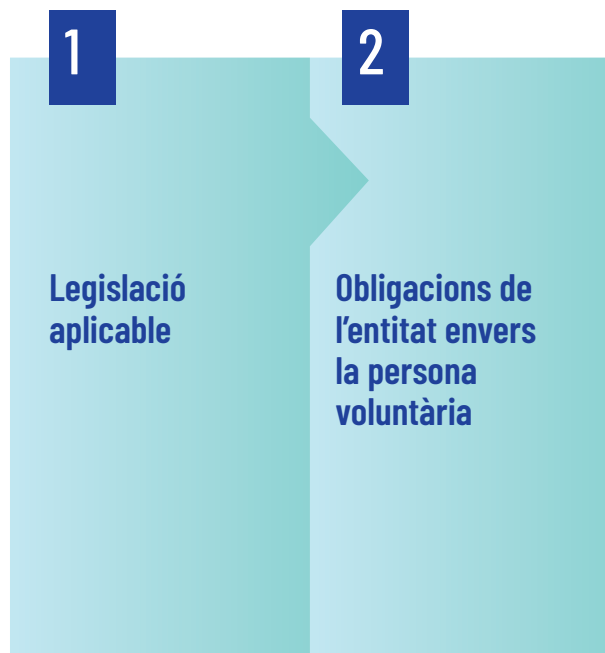 1
Legislació
aplicable
2
Obligacions de
l’entitat envers
la persona
voluntària